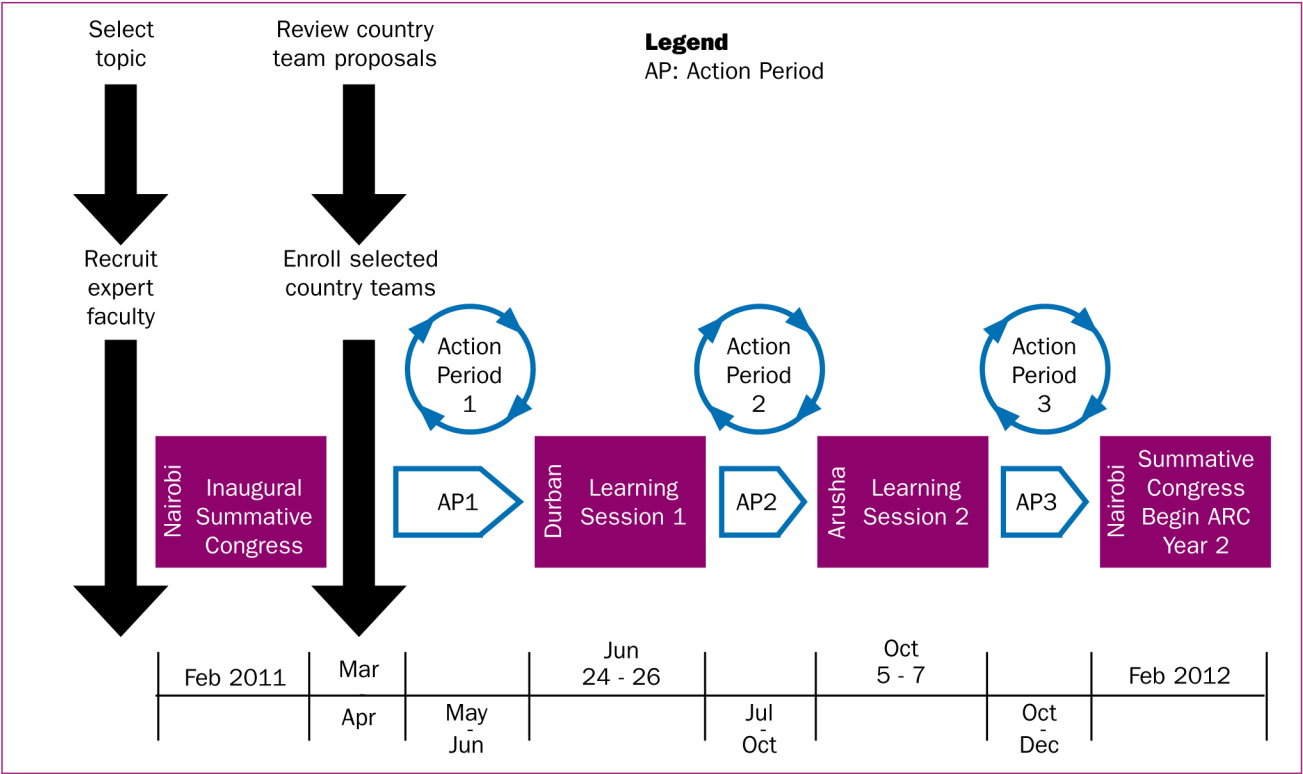 Select
topic
Review country
team proposals
Legend
AP: Action Period
Recruit
expert
faculty
Enroll selected
country teams
Action
Period
1
Action
Period
2
Action
Period
3
Nairobi
Inaugural
Summative
Congress
AP1
Durban
Learning
Session 1
AP2
Arusha
Learning
Session 2
AP3
Nairobi
Summative
Congress
Begin ARC
Year 2
Feb 2011
Mar
-
Apr
May
-
Jun
Jun
24 - 26
Jul
-
Oct
Oct
5 - 7
Oct
-
Dec
Feb 2012